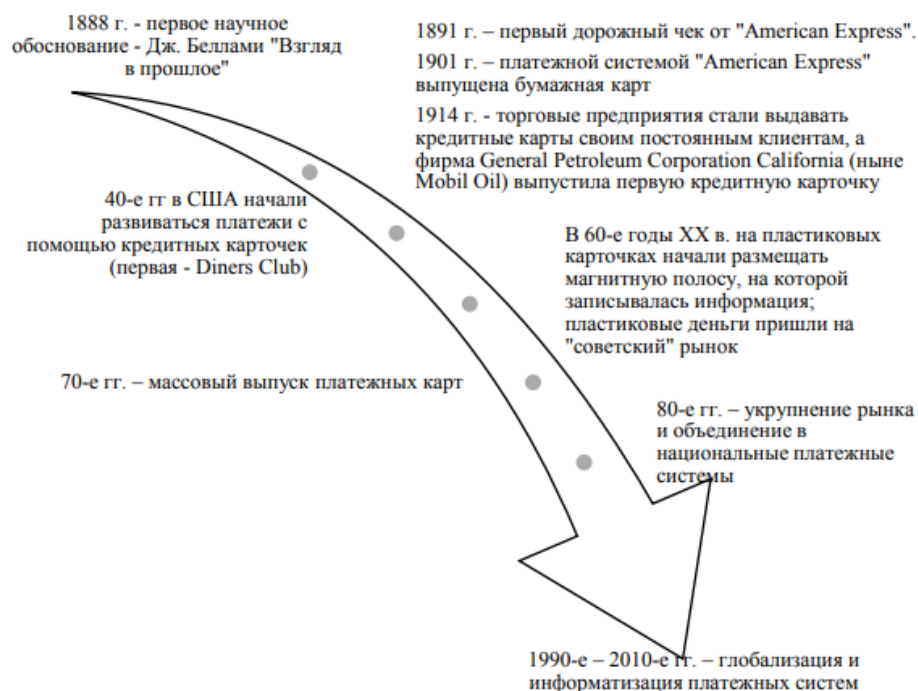 1888 г. - первое научное
обоснование - Дж. Беллами "Взгляд
в прошлое"
1891 г. – первый дорожный чек от "American Express".
1901 г. – платежной системой "American Express"
выпущена бумажная карт
1914 г. - торговые предприятия стали выдавать
кредитные карты своим постоянным клиентам, а
фирма General Petroleum Corporation California (ныне
Mobil Oil) выпустила первую кредитную карточку
40-е гг в США начали
развиваться платежи с
помощью кредитных карточек
(первая - Diners Club)
В 60-е годы XX в. на пластиковых
карточках начали размещать
магнитную полосу, на которой
записывалась информация;
пластиковые деньги пришли на
"советский" рынок
70-е гг. – массовый выпуск платежных карт
80-е гг. – укрупнение рынка
и объединение в
национальные платежные
системы
1990-е – 2010-е гг. – глобализация и
информатизация платежных систем